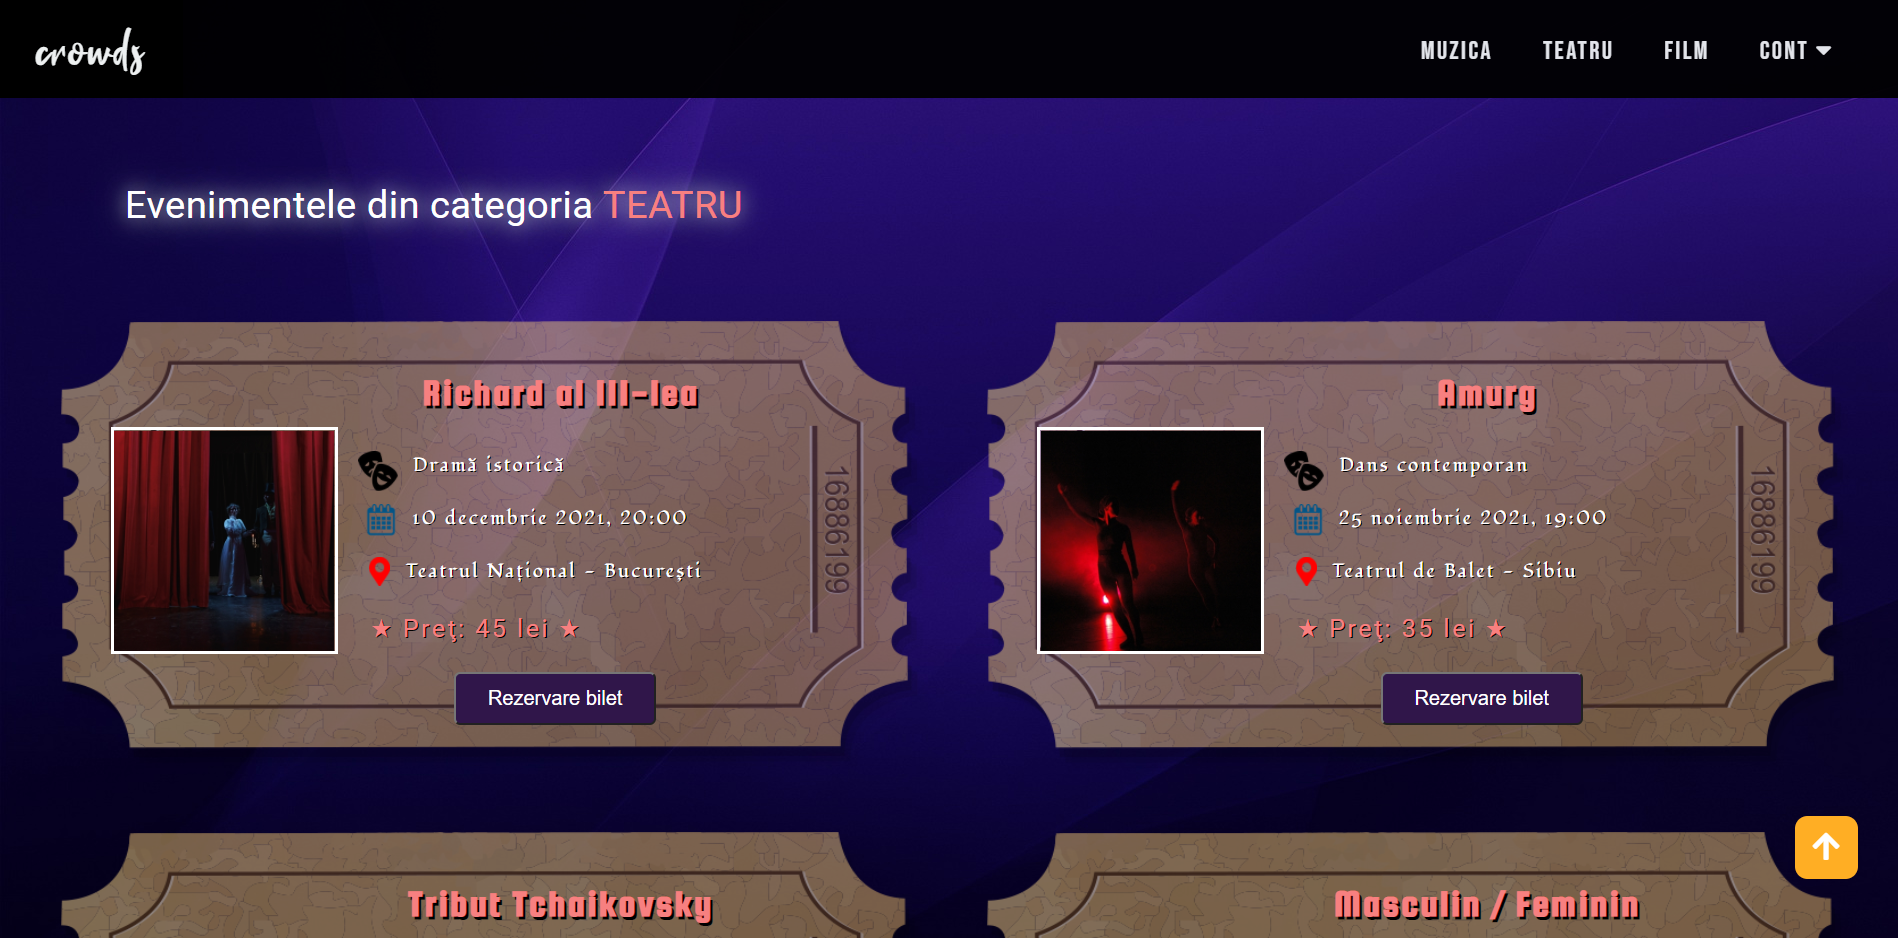 crowds
MUZICA TEATRU FILM CONT
Evenimentele din categoria TEATRU
Richard al III-lea
Dramă istorică
10 decembrie 2021, 20:00
Teatrul Național - București
★ Preţ: 45 lei ★
Rezervare bilet
16886199
Amurg
Dans contemporan
25 noiembrie 2021, 19:00
Teatrul de Balet - Sibiu
★ Preţ: 35 lei ★
Rezervare bilet
16886199
Tribut Tchaikovsky
Masculin / Feminin